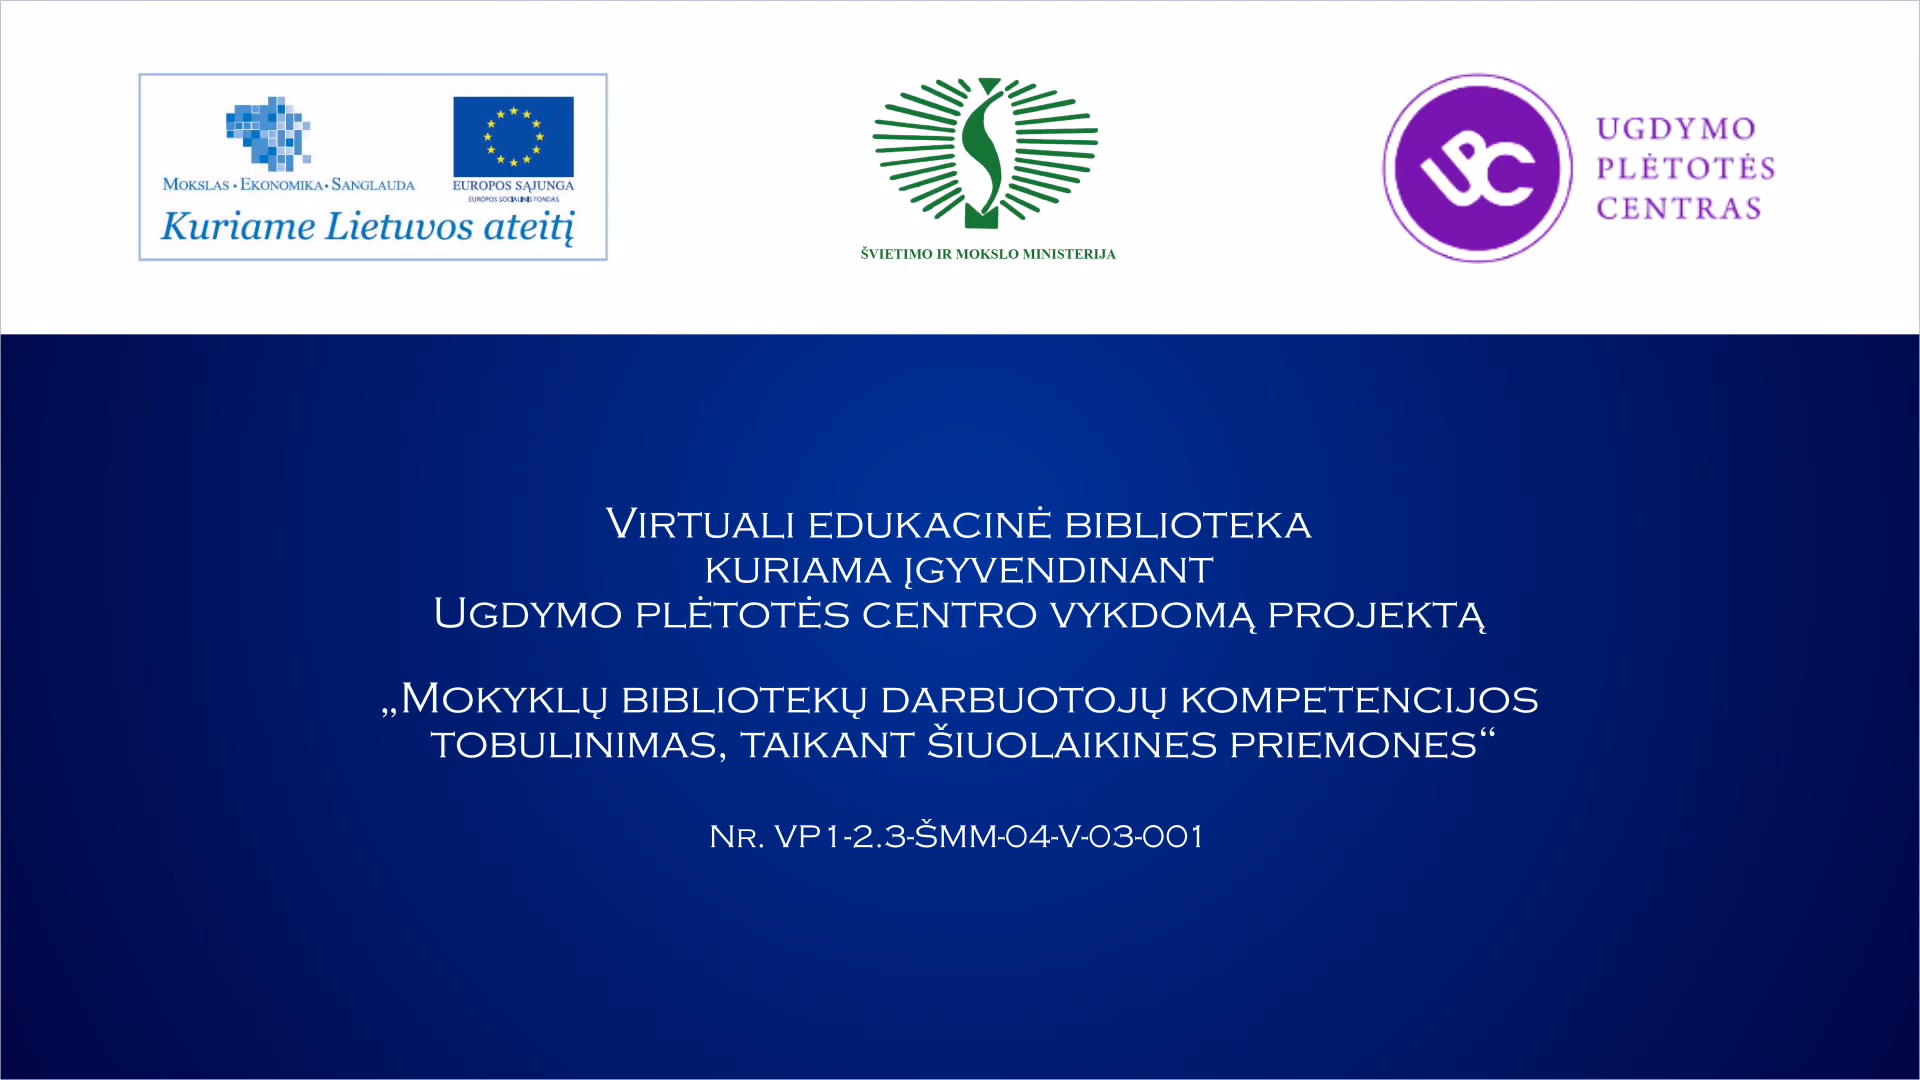 MOKSLAS • EKONOMIKA • SANGLAUDA
EUROPOS SĄJUNGA
EUROPOS SOCIALINIS FONDAS
Kuriame Lietuvos ateitį
ŠVIETIMO IR MOKSLO MINISTERIJA
UPC
UGDYMO
PLĖTOTĖS
CENTRAS
VIRTUALI EDUKACINĖ BIBLIOTEKA
KURIAMA ĮGYVENDINANT
UGDYMO PLĖTOTĖS CENTRO VYKDOMĄ PROJEKTĄ
„MOKYKLŲ BIBLIOTEKŲ DARBUOTOJŲ KOMPETENCIJOS
TOBULINIMAS, TAIKANT ŠIUOLAIKINES PRIEMONES“
NR. VP1-2.3-ŠMM-04-V-03-001